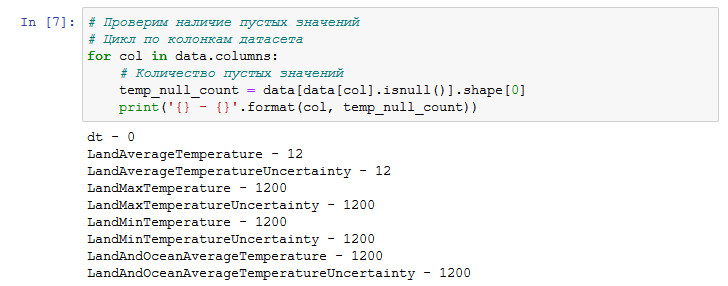 In [7]: # Проверим наличие пустых значений
# Цикл по колонкам датасета
for col in data.columns:
    # Количество пустых значений
    temp_null_count = data[data[col].isnull()].shape[0]
    print('{} - {}'.format(col, temp_null_count))
dt - 0
LandAverageTemperature - 12
LandAverageTemperatureUncertainty - 12
LandMaxTemperature - 1200
LandMaxTemperatureUncertainty - 1200
LandMinTemperature - 1200
LandMinTemperatureUncertainty - 1200
LandAndOceanAverageTemperature - 1200
LandAndOceanAverageTemperatureUncertainty - 1200